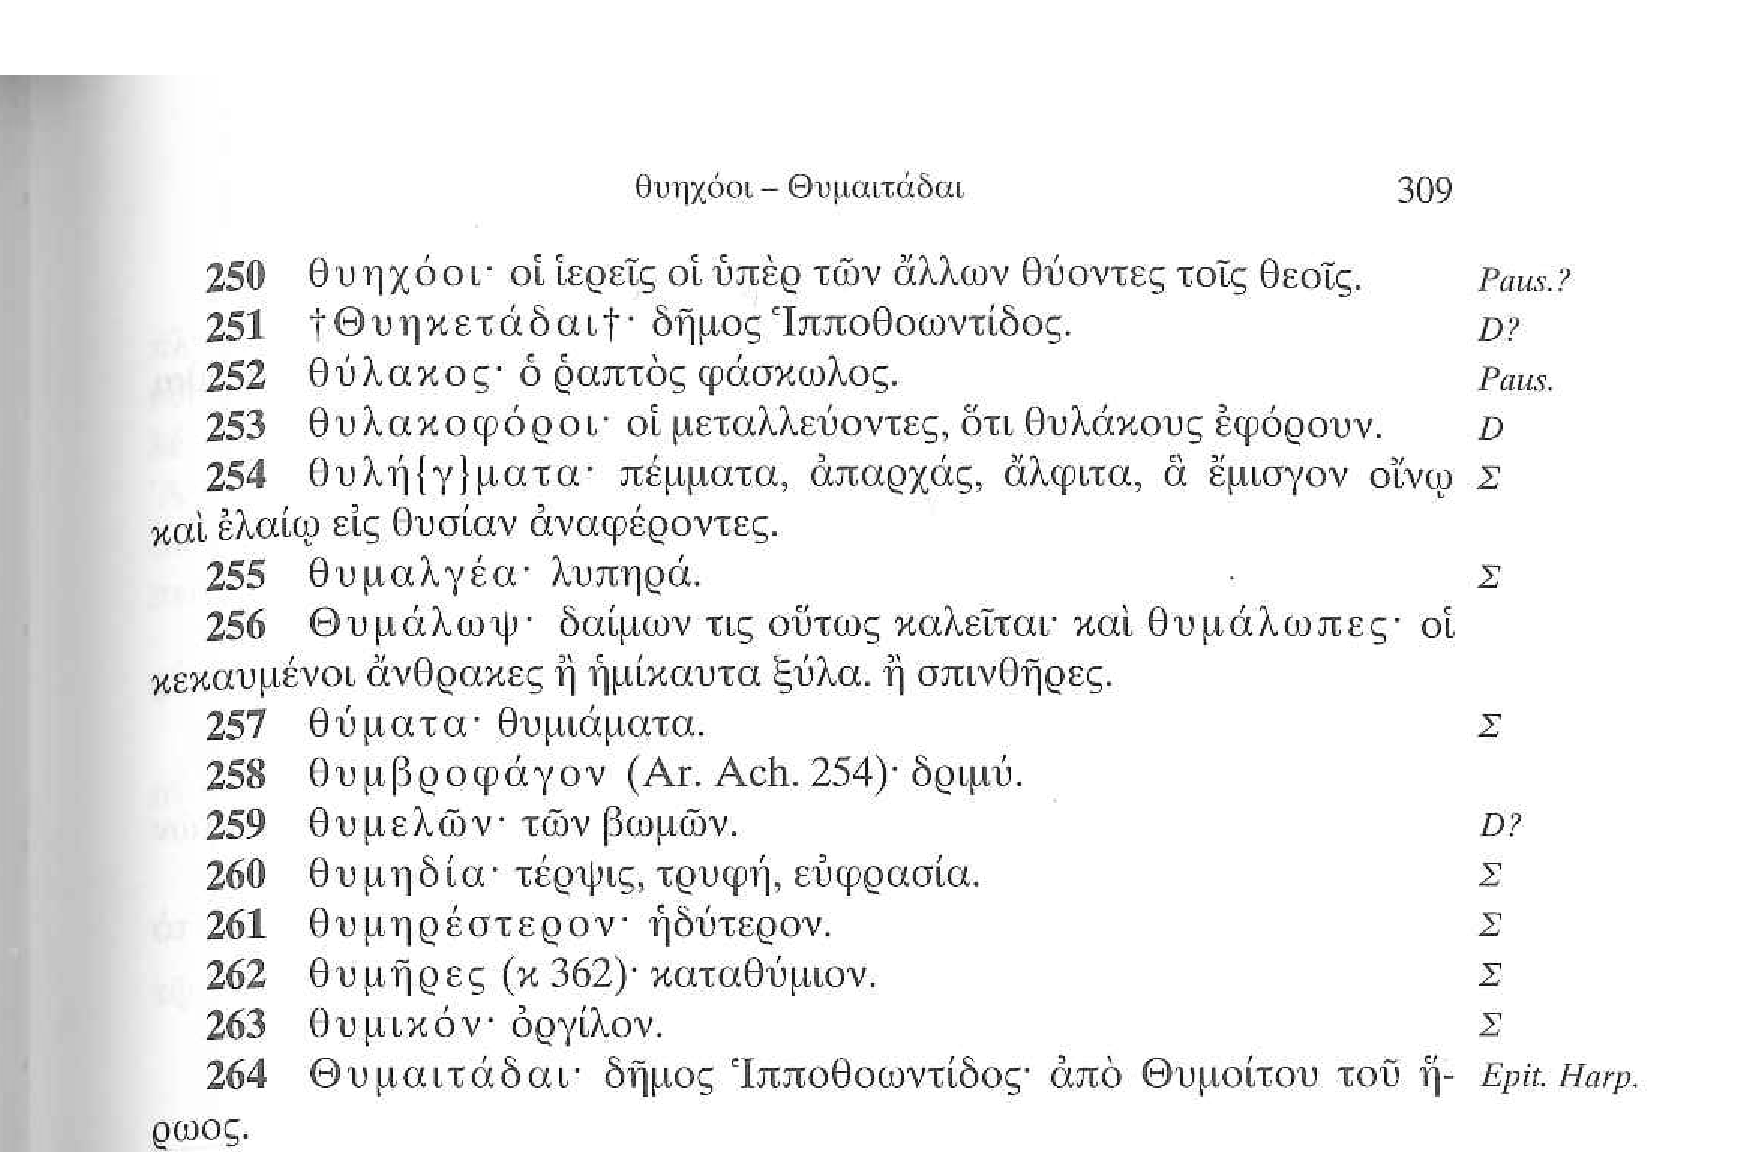 θυηχόοι – Θυμαιτάδαι 309
250 θυηχόοι· οἱ ἱερεῖς οἱ ὑπὲρ τῶν ἄλλων θύοντες τοῖς θεοῖς. Paus.?
251 †Θυηκετάδαι†· δῆμος Ἱπποθοωντίδος. D?
252 θύλακος· ὁ ῥαπτὸς φάσκωλος. Paus.
253 θυλακοφόροι· οἱ μεταλλεύοντες, ὅτι θυλάκους ἐφόρουν. D
254 θυλή{γ}ματα· πέμματα, ἀπαρχάς, ἄλφιτα, ἃ ἔμισγον οἴνῳ Σ
καὶ ἐλαίῳ εἰς θυσίαν ἀναφέροντες.
255 θυμαλγέα· λυπηρά. Σ
256 Θυμάλωψ· δαίμων τις οὕτως καλεῖται· καὶ θυμάλωπες· οἱ
κεκαυμένοι ἄνθρακες ἢ ἡμίκαυτα ξύλα. ἢ σπινθῆρες.
257 θύματα· θυμιάματα. Σ
258 θυμβροφάγον (Ar. Ach. 254)· δριμύ.
259 θυμελῶν· τῶν βωμῶν. D?
260 θυμηδία· τέρψις, τρυφή, εὐφρασία. Σ
261 θυμηρέστερον· ἡδύτερον. Σ
262 θυμῆρες (κ 362)· καταθύμιον. Σ
263 θυμικόν· ὀργίλον. Σ
264 Θυμαιτάδαι· δῆμος Ἱπποθοωντίδος· ἀπὸ Θυμοίτου τοῦ ἥ- Epit. Harp.
ρωος.